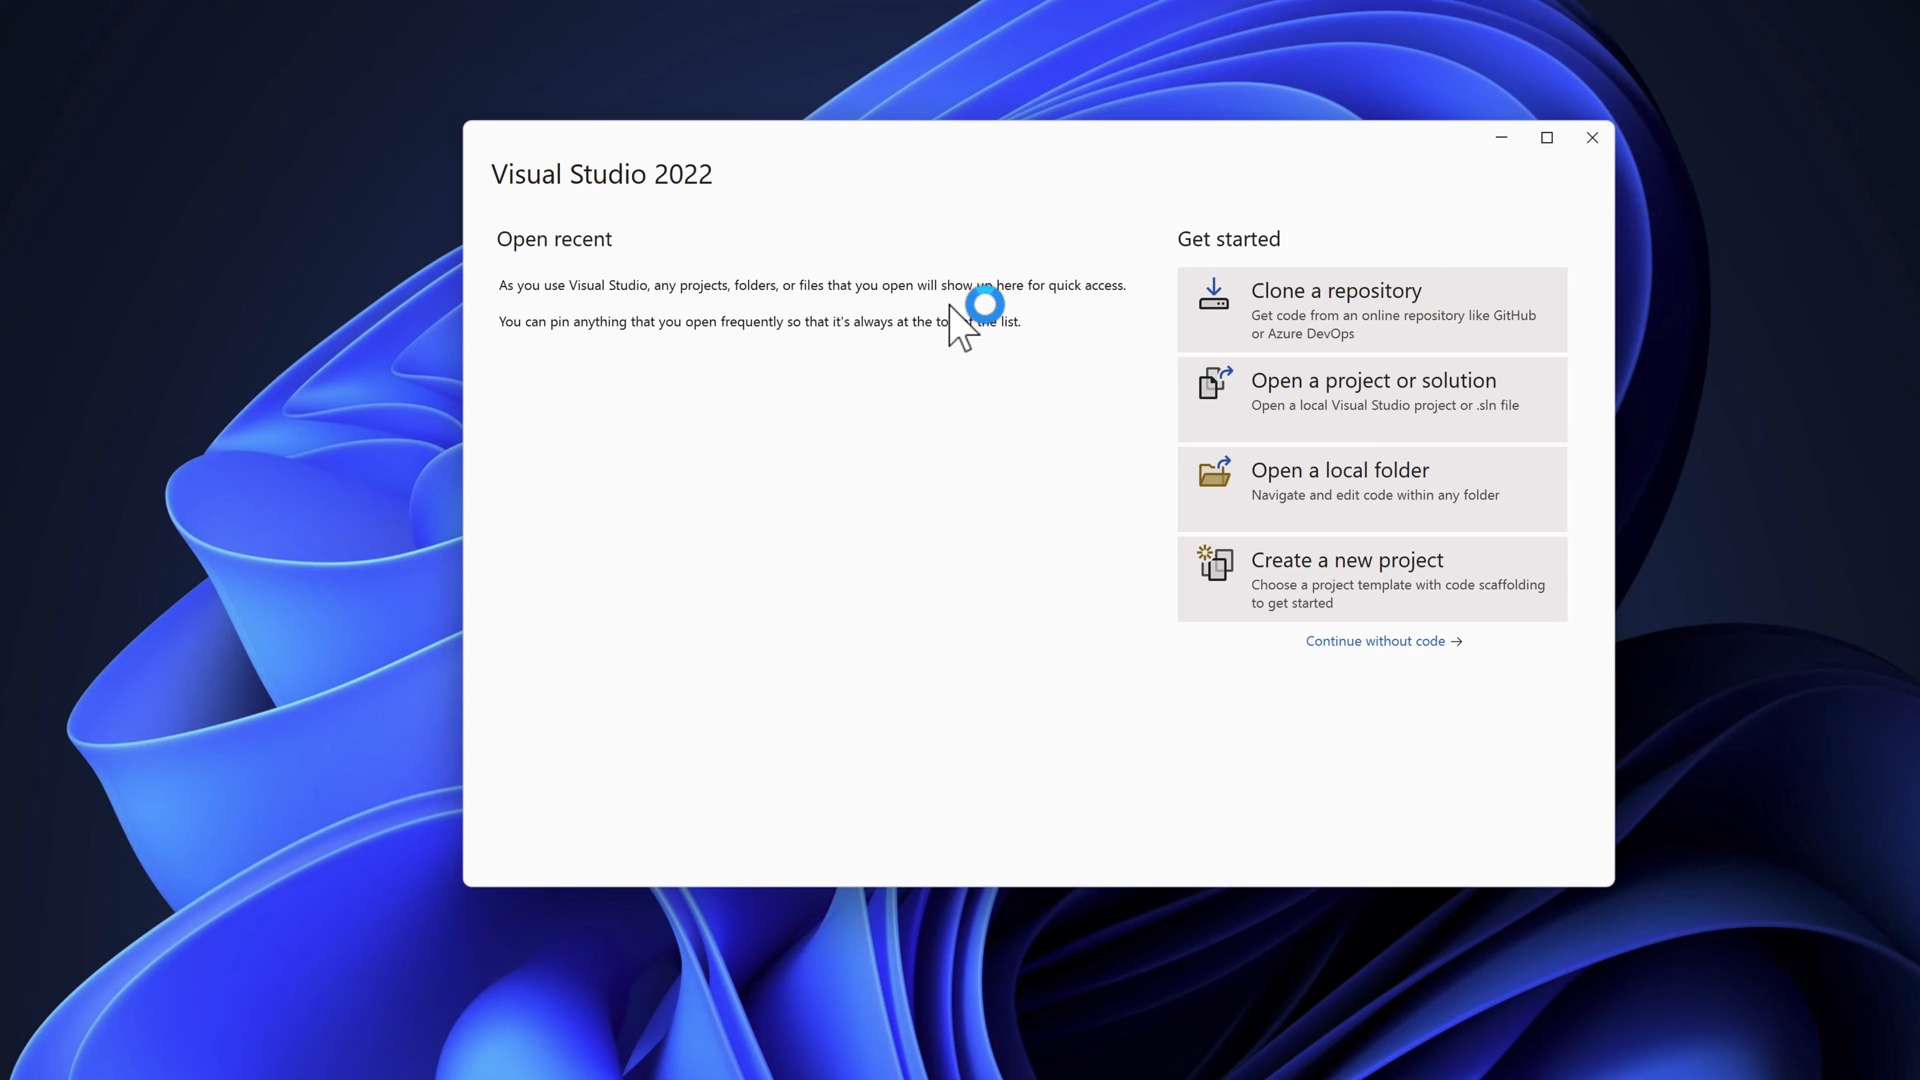 Visual Studio 2022
Open recent
As you use Visual Studio, any projects, folders, or files that you open will show up here for quick access.
You can pin anything that you open frequently so that it's always at the top of the list.
Get started
Clone a repository
Get code from an online repository like GitHub
or Azure DevOps
Open a project or solution
Open a local Visual Studio project or .sln file
Open a local folder
Navigate and edit code within any folder
Create a new project
Choose a project template with code scaffolding
to get started
Continue without code →